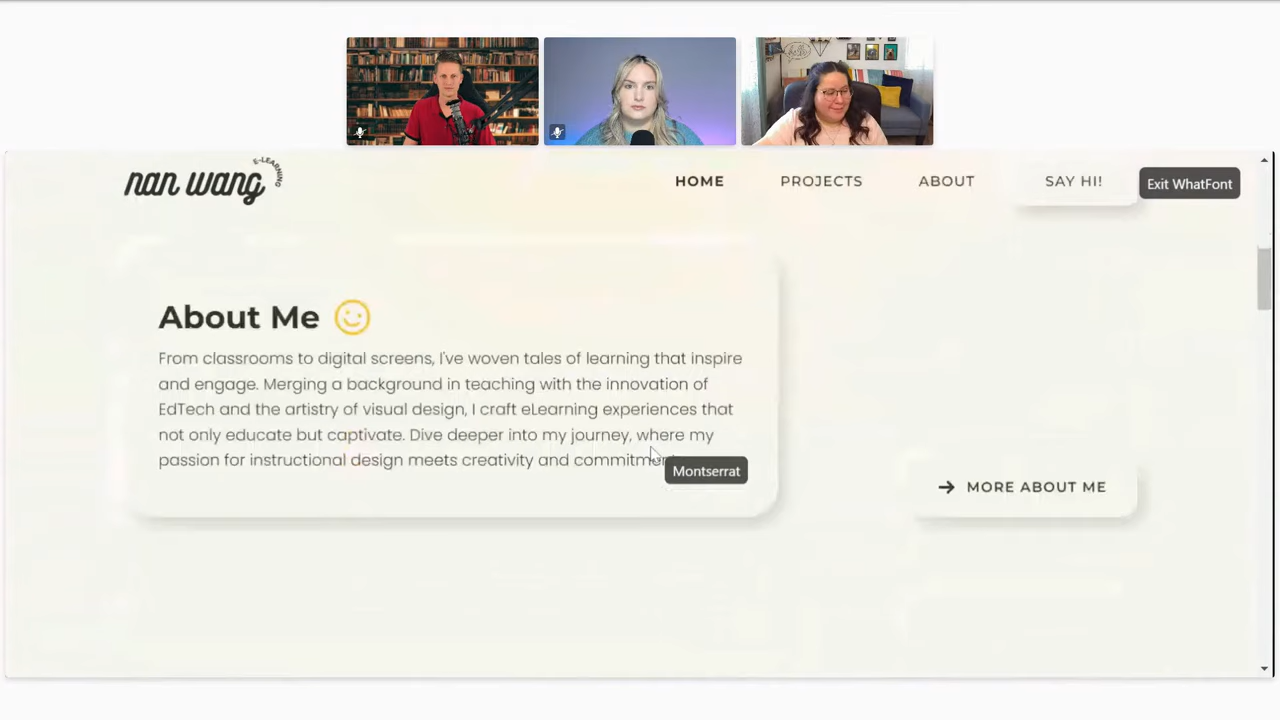 nan wang
E-LEARNING
HOME PROJECTS ABOUT SAY HI!
Exit WhatFont
About Me
From classrooms to digital screens, I've woven tales of learning that inspire
and engage. Merging a background in teaching with the innovation of
EdTech and the artistry of visual design, I craft eLearning experiences that
not only educate but captivate. Dive deeper into my journey, where my
passion for instructional design meets creativity and
Montserrat
MORE ABOUT ME